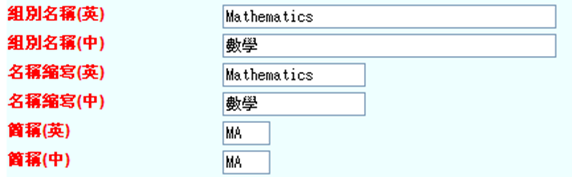 組別名稱(英) Mathematics
組別名稱(中) 數學
名稱縮寫(英) Mathematics
名稱縮寫(中) 數學
簡稱(英) MA
簡稱(中) MA